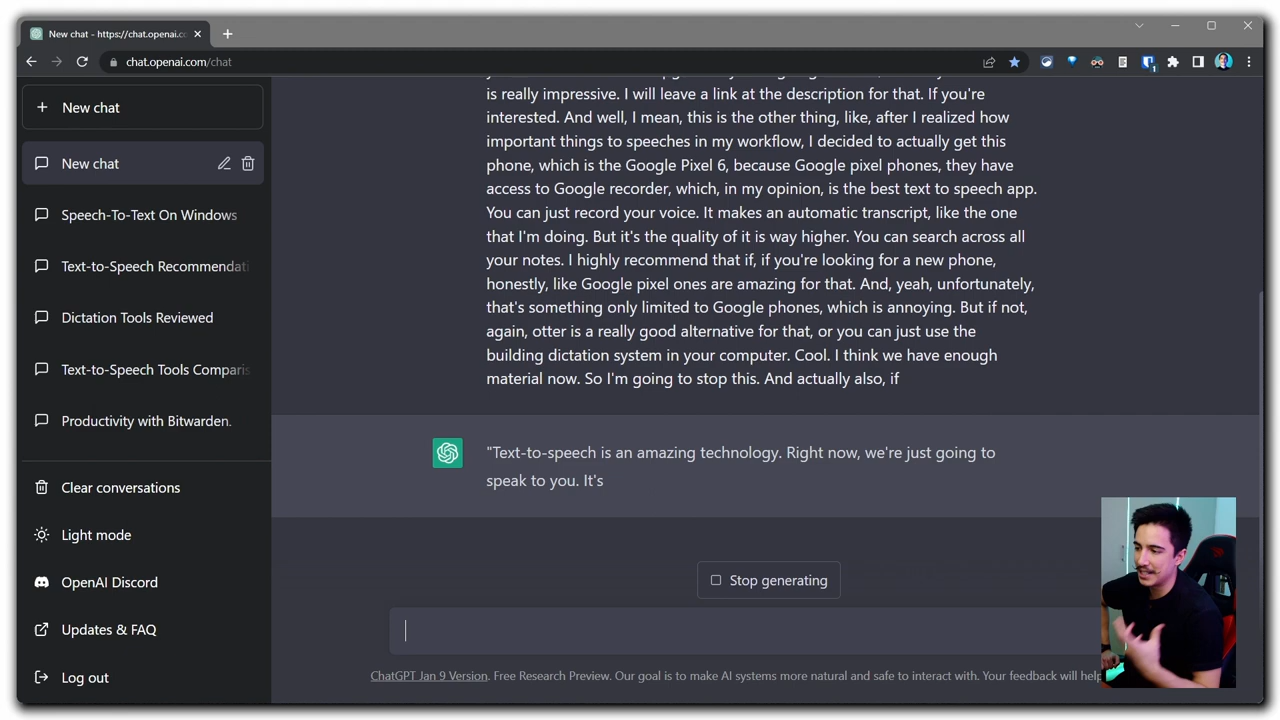 New chat - https://chat.openai.co
chat.openai.com/chat
1
New chat
New chat
Speech-To-Text On Windows
Text-to-Speech Recommendati
Dictation Tools Reviewed
Text-to-Speech Tools Comparis
Productivity with Bitwarden.
Clear conversations
Light mode
OpenAI Discord
Updates & FAQ
Log out
is really impressive. I will leave a link at the description for that. If you're
interested. And well, I mean, this is the other thing, like, after I realized how
important things to speeches in my workflow, I decided to actually get this
phone, which is the Google Pixel 6, because Google pixel phones, they have
access to Google recorder, which, in my opinion, is the best text to speech app.
You can just record your voice. It makes an automatic transcript, like the one
that I'm doing. But it's the quality of it is way higher. You can search across all
your notes. I highly recommend that if, if you're looking for a new phone,
honestly, like Google pixel ones are amazing for that. And, yeah, unfortunately,
that's something only limited to Google phones, which is annoying. But if not,
again, otter is a really good alternative for that, or you can just use the
building dictation system in your computer. Cool. I think we have enough
material now. So I'm going to stop this. And actually also, if
"Text-to-speech is an amazing technology. Right now, we're just going to
speak to you. It's
Stop generating
ChatGPT Jan 9 Version. Free Research Preview. Our goal is to make AI systems more natural and safe to interact with. Your feedback will help